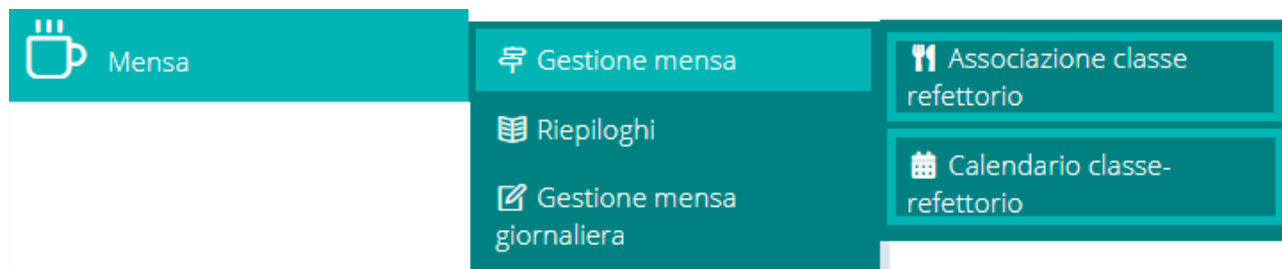 Mensa
Gestione mensa
Riepiloghi
Gestione mensa
giornaliera
Associazione classe
refettorio
Calendario classe-
refettorio